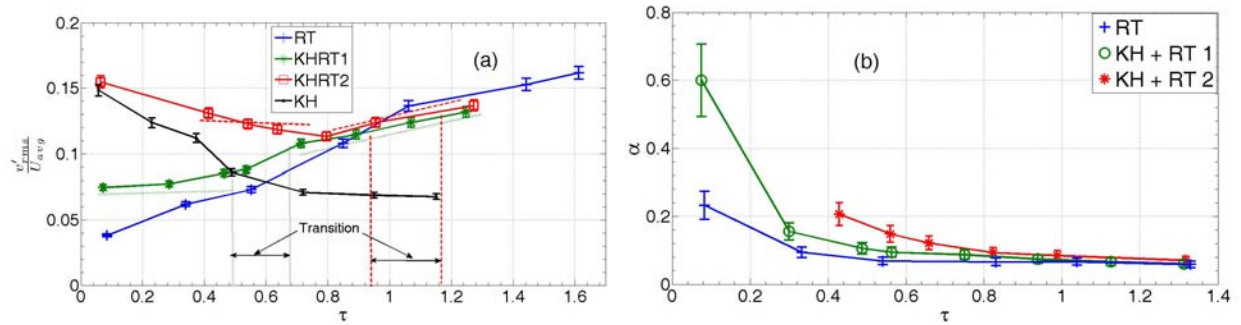 0.2
0.15
0.1
0.05
0
v'rms
Uavg
0 0.2 0.4 0.6 0.8 1 1.2 1.4 1.6
τ
RT
KHRT1
KHRT2
KH
(a)
Transition
0.8
0.6
0.4
0.2
0
α
0 0.2 0.4 0.6 0.8 1 1.2 1.4
τ
(b)
RT
KH + RT 1
KH + RT 2